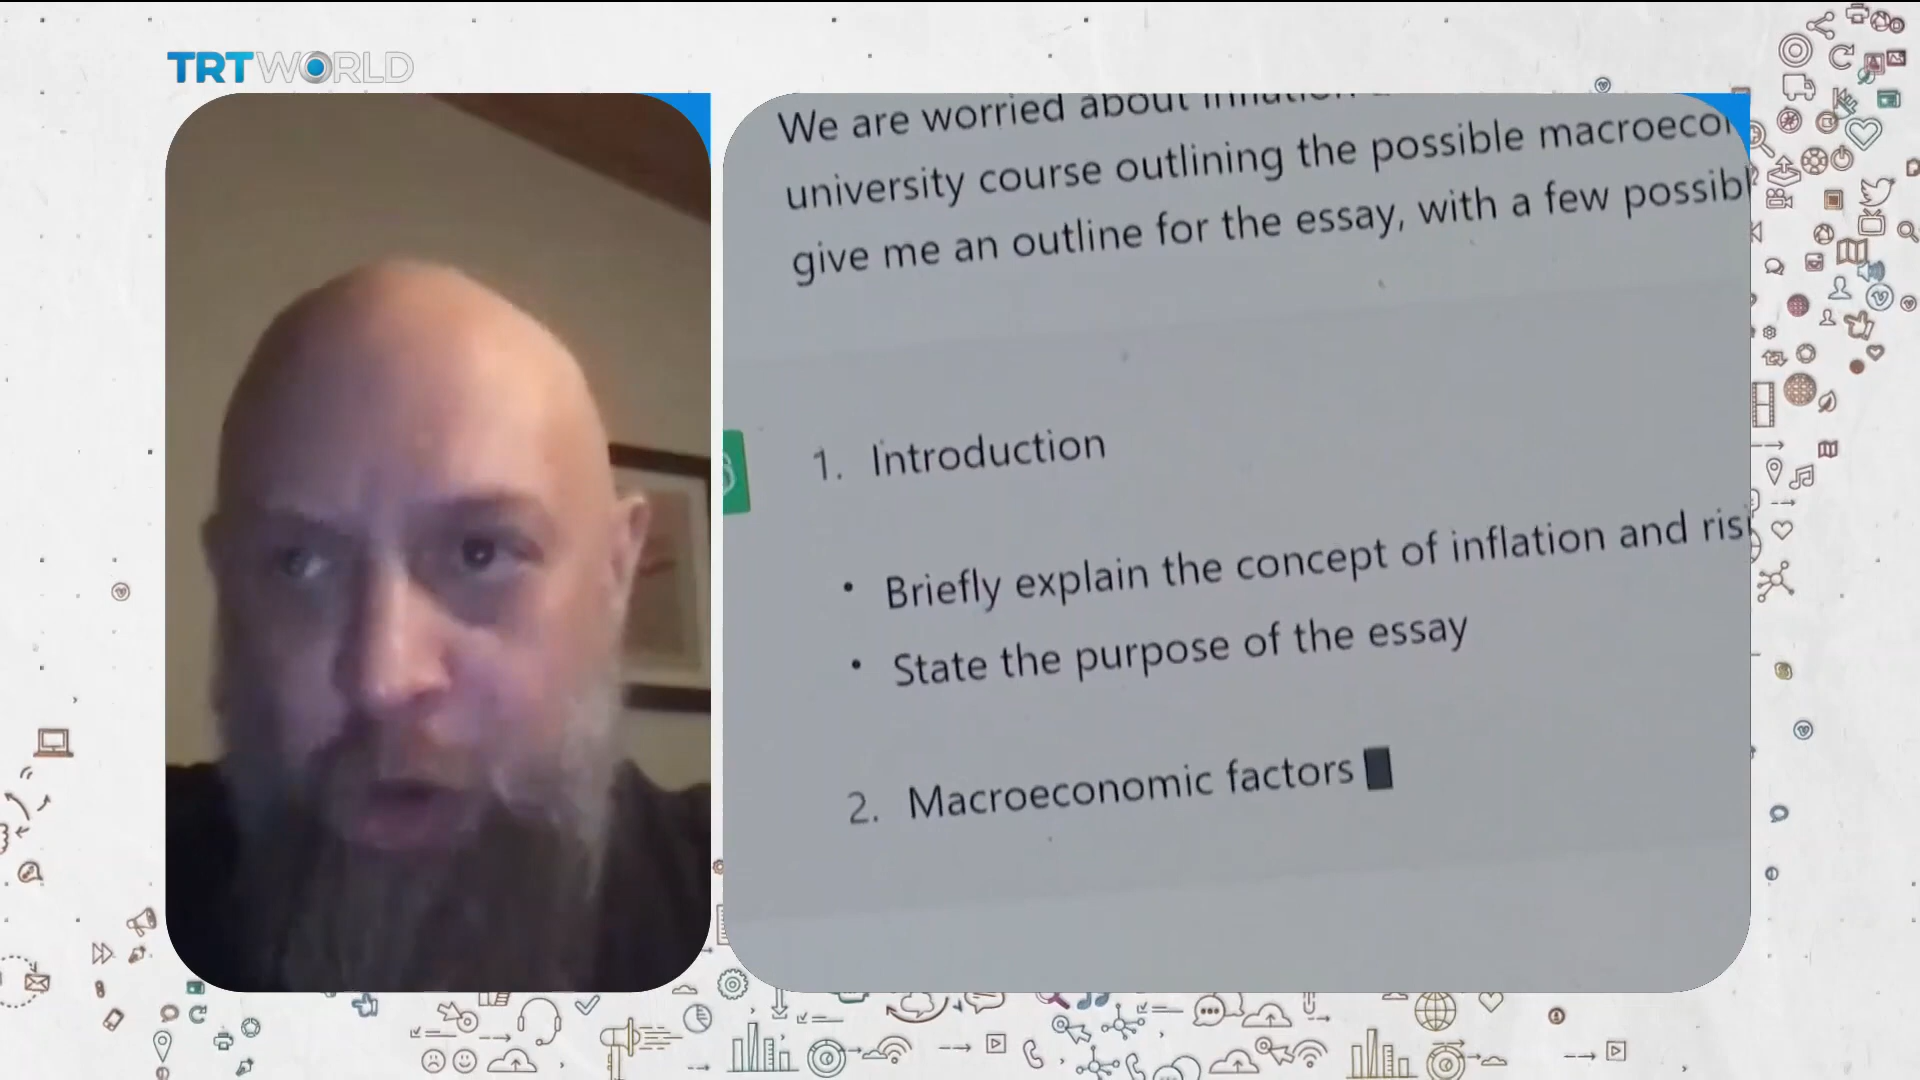 TRT WORLD
We are worried about
university course outlining the possible
give me an outline for the essay, with a few
1. Introduction
• Briefly explain the concept of inflation and
• State the purpose of the essay
2. Macroeconomic factors